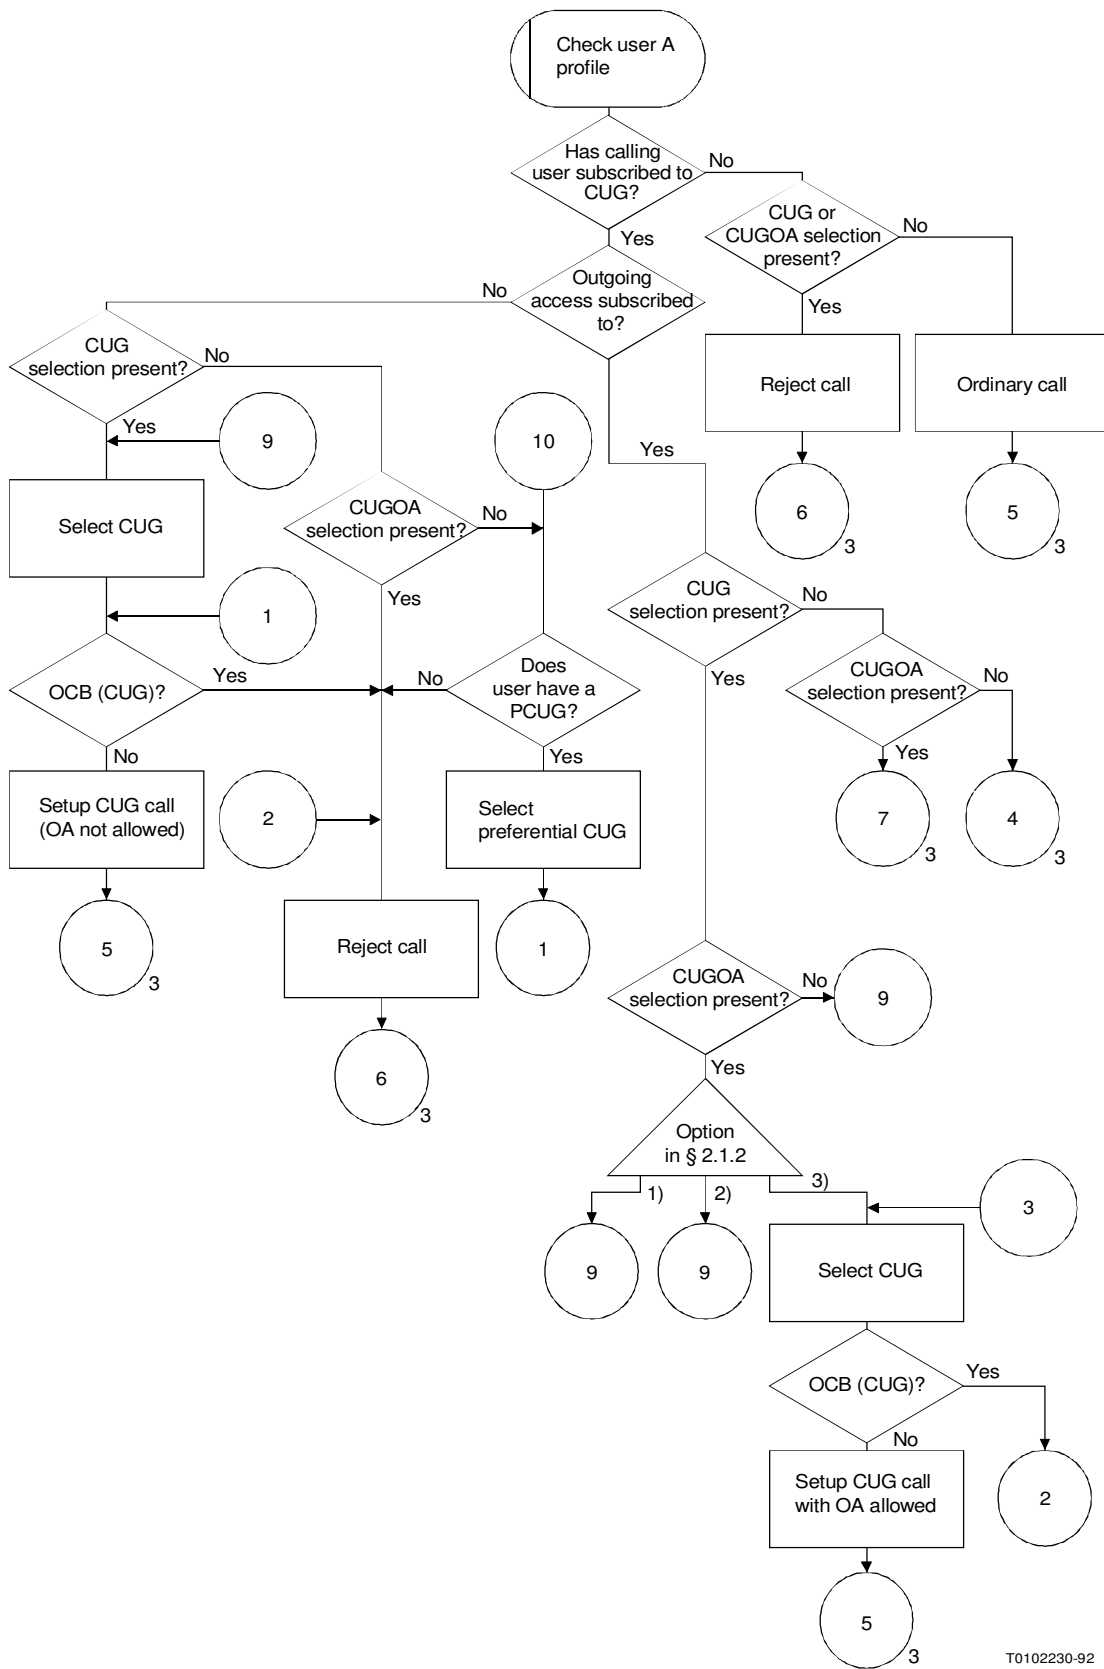 Check user A
profile
Has calling
user subscribed to
CUG?
No
Yes
CUG or
CUGOA selection
present?
No
Yes
Outgoing
access subscribed
to?
No
Yes
Reject call
Ordinary call
6
3
5
3
CUG
selection present?
No
Yes
9
10
Select CUG
CUGOA
selection present?
No
Yes
1
OCB (CUG)?
Yes
No
Does
user have a
PCUG?
No
Yes
Setup CUG call
(OA not allowed)
2
Select
preferential CUG
5
3
Reject call
1
6
3
CUG
selection present?
No
Yes
CUGOA
selection present?
No
Yes
7
3
4
3
CUGOA
selection present?
No
9
Yes
Option
in § 2.1.2
1)
2)
3)
9
9
3
Select CUG
OCB (CUG)?
Yes
No
Setup CUG call
with OA allowed
2
5
3
T0102230-92